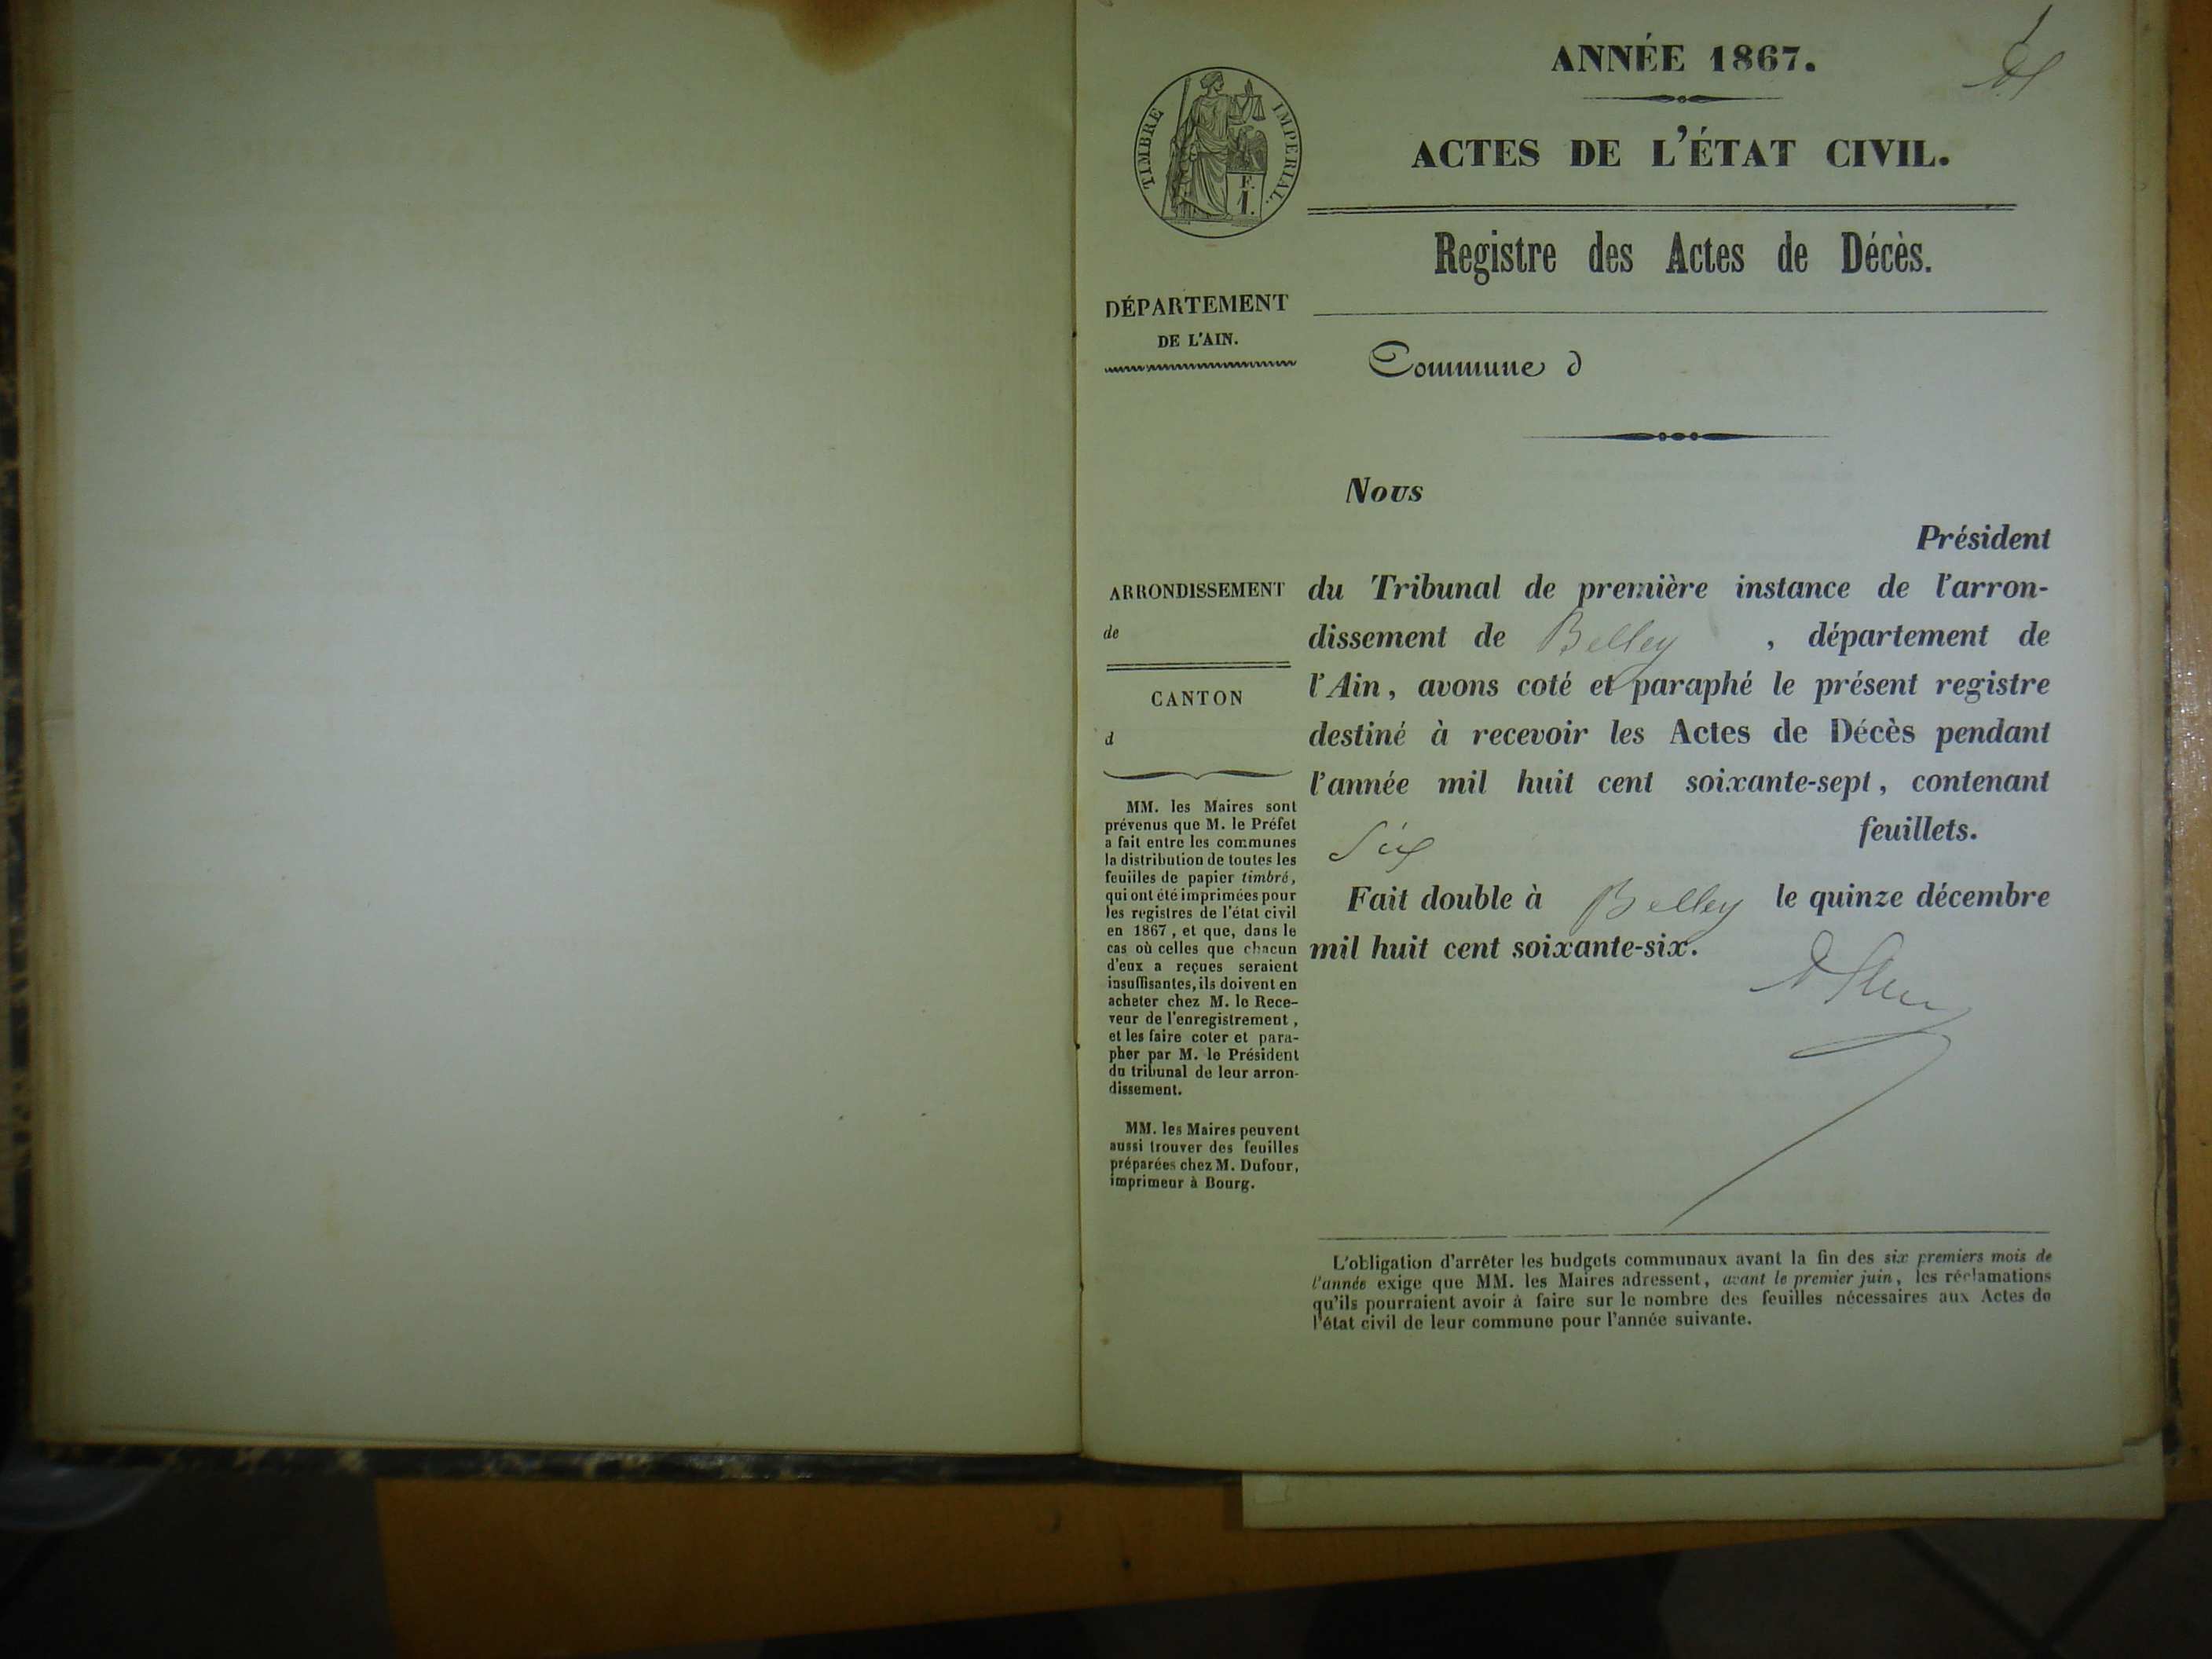 1
ANNÉE 1867.
TIMBRE IMPERIAL.
F.
1.
ACTES DE L'ÉTAT CIVIL.
Registre des Actes de Décès.
DÉPARTEMENT
DE L'AIN.
Commune d
Nous
Président
ARRONDISSEMENT
de
CANTON
d
du Tribunal de première instance de l'arron-
dissement de Belley , département de
l'Ain, avons coté et paraphé le présent registre
destiné à recevoir les Actes de Décès pendant
l'année mil huit cent soixante-sept, contenant
Six feuillets.
Fait double à Belley le quinze décembre
mil huit cent soixante-six.
MM. les Maires sont
prévenus que M. le Préfet
a fait entre les communes
la distribution de toutes les
feuilles de papier timbré,
qui ont été imprimées pour
les registres de l'état civil
en 1867, et que, dans le
cas où celles que chacun
d'eux a reçues seraient
insuffisantes, ils doivent en
acheter chez M. le Rece-
veur de l'enregistrement,
et les faire coter et para-
pher par M. le Président
du tribunal de leur arron-
dissement.
MM. les Maires peuvent
aussi trouver des feuilles
préparées chez M. Dufour,
imprimeur à Bourg.
L'obligation d'arrêter les budgets communaux avant la fin des six premiers mois de
l'année exige que MM. les Maires adressent, avant le premier juin, les réclamations
qu'ils pourraient avoir à faire sur le nombre des feuilles nécessaires aux Actes de
l'état civil de leur commune pour l'année suivante.